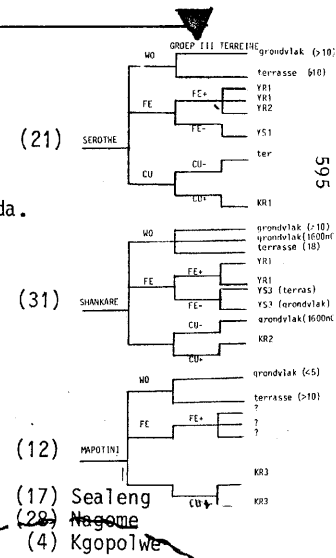 GROEP III TERREINE
WO
grondvlak (>10)
terrasse (610)
FE
FE+
YR1
YR1
YR2
FE-
YS1
(21) SEROTWE
CU
CU-
ter
CU+
KR1
595
da.
WO
grondvlak (>10)
grondvlak(1600m
terrasse (18)
FE
FE+
YR1
YR1
(31) SHANKARE
FE-
YS3 (terras)
YS3 (grondvlak)
CU-
grondvlak(1600m
CU+
KR2
WO
grondvlak (<5)
terrasse (>10)
FE
FE+
?
?
?
(12) MAPOTINI
KR3
CU+
KR3
(17) Sealeng
(28) Nagome
(4) Kgopolwe